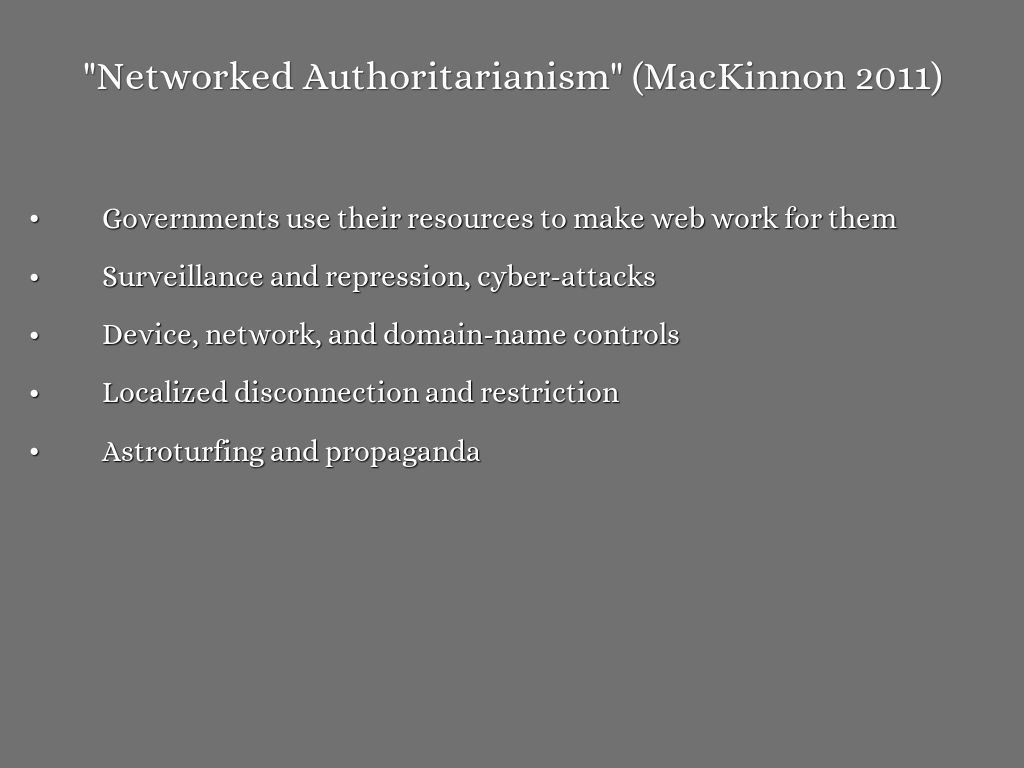 "Networked Authoritarianism" (MacKinnon 2011)
• Governments use their resources to make web work for them
• Surveillance and repression, cyber-attacks
• Device, network, and domain-name controls
• Localized disconnection and restriction
• Astroturfing and propaganda